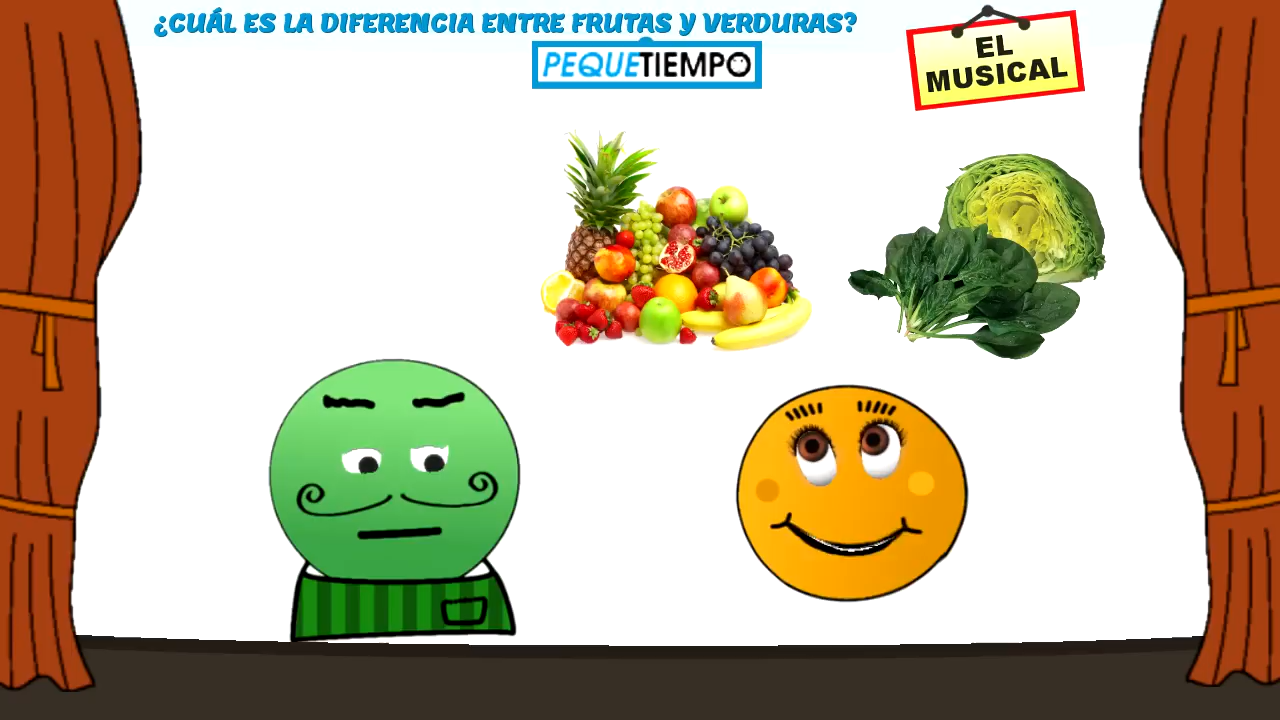 ¿CUÁL ES LA DIFERENCIA ENTRE FRUTAS Y VERDURAS?
PEQUETIEMPO
EL
MUSICAL